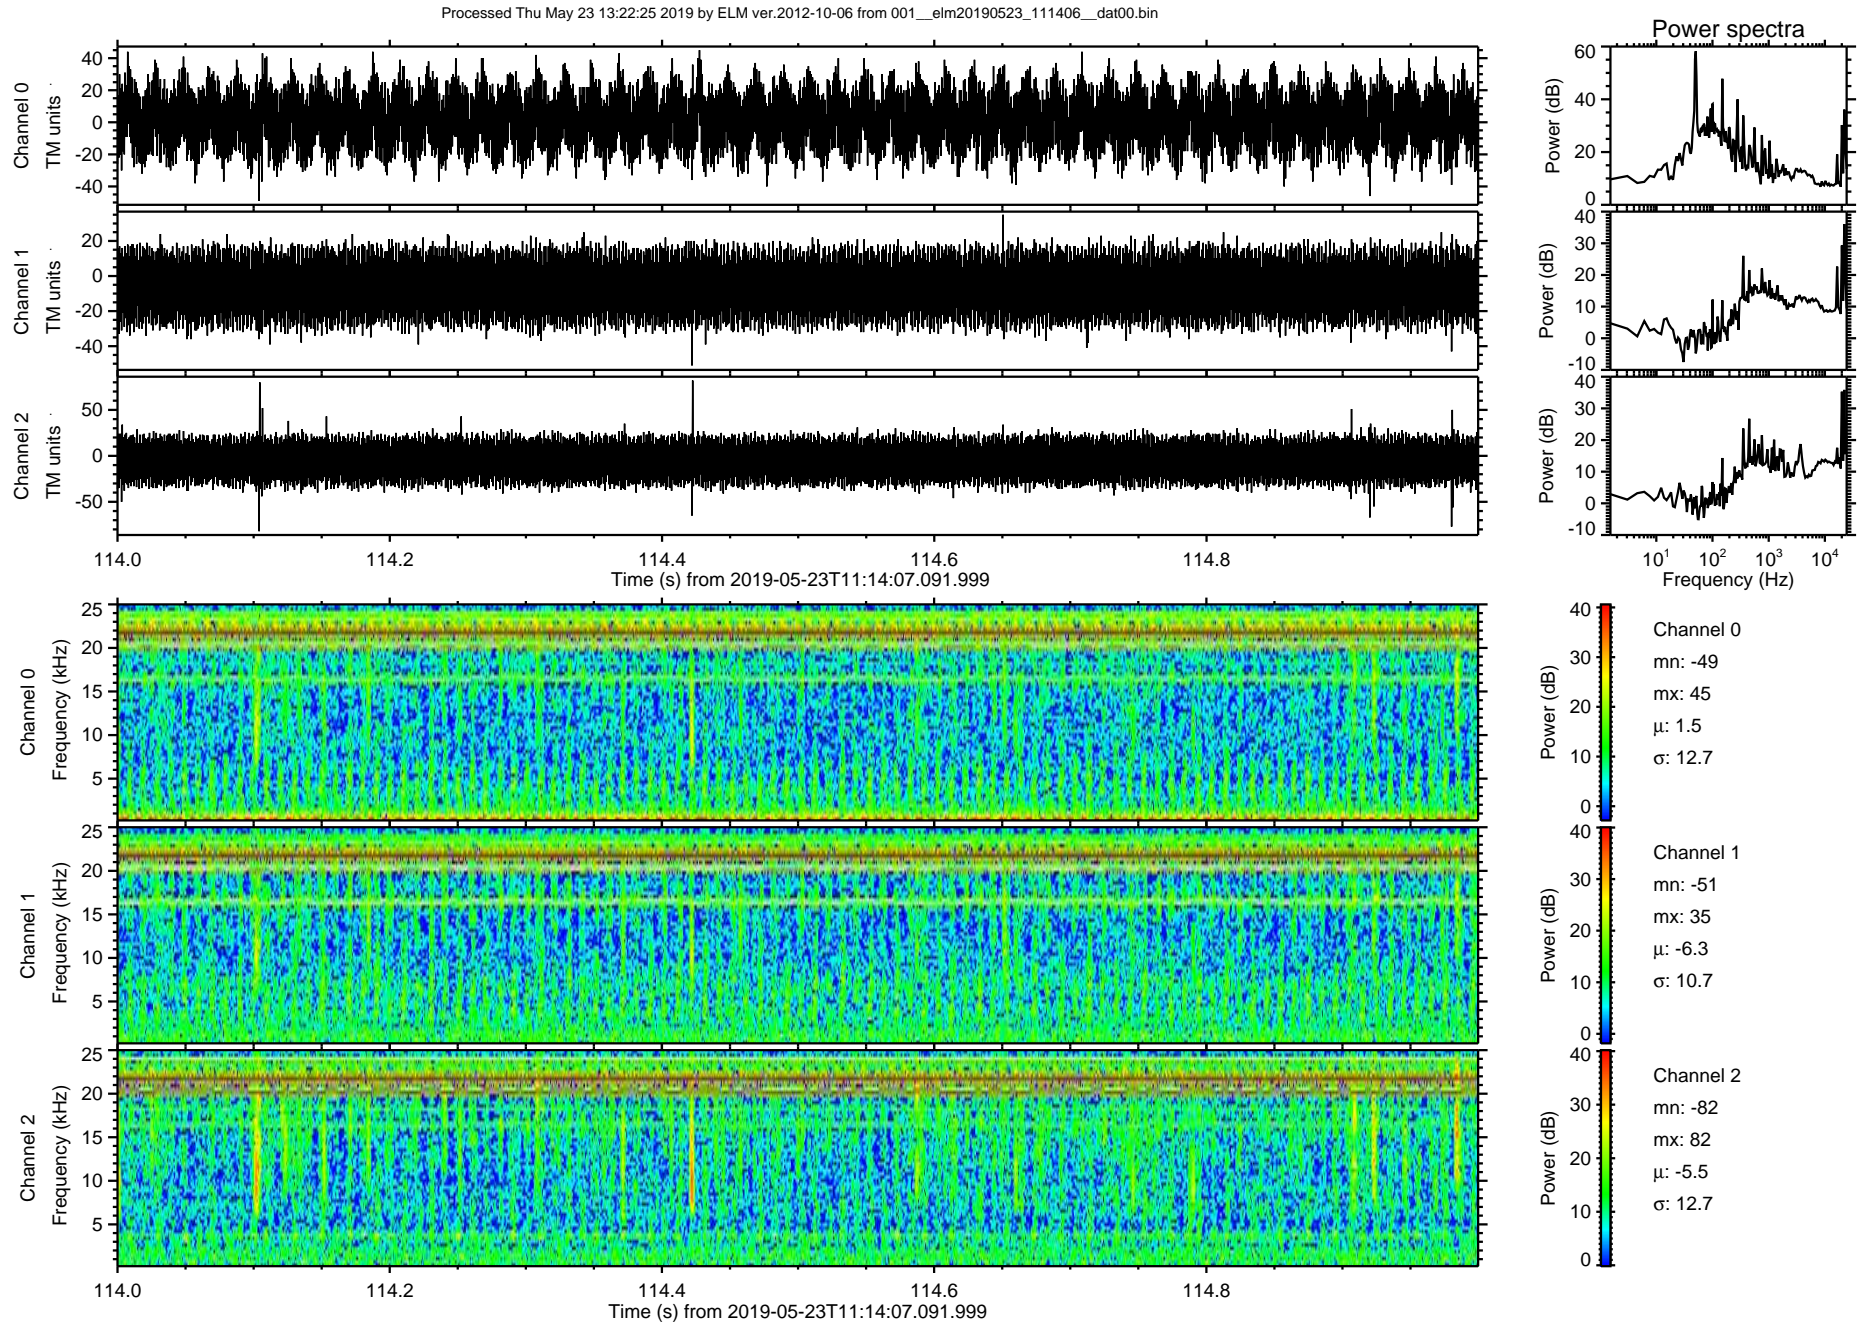 Processed Thu May 23 13:22:25 2019 by ELM ver.2012-10-06 from 001__elm20190523_111406__dat00.bin
Power spectra
Channel 0
TM units
40
20
0
-20
-40
Power (dB)
60
40
20
0
Channel 1
TM units
20
0
-20
-40
Power (dB)
40
30
20
10
0
-10
Channel 2
TM units
50
0
-50
Power (dB)
40
30
20
10
0
-10
114.0 114.2 114.4 114.6 114.8
Time (s) from 2019-05-23T11:14:07.091.999
10¹ 10² 10³ 10⁴
Frequency (Hz)
Channel 0
Frequency (kHz)
25
20
15
10
5
Power (dB)
40
30
20
10
0
Channel 0
mn: -49
mx: 45
μ: 1.5
σ: 12.7
Channel 1
Frequency (kHz)
25
20
15
10
5
Power (dB)
40
30
20
10
0
Channel 1
mn: -51
mx: 35
μ: -6.3
σ: 10.7
Channel 2
Frequency (kHz)
25
20
15
10
5
Power (dB)
40
30
20
10
0
Channel 2
mn: -82
mx: 82
μ: -5.5
σ: 12.7
114.0 114.2 114.4 114.6 114.8
Time (s) from 2019-05-23T11:14:07.091.999